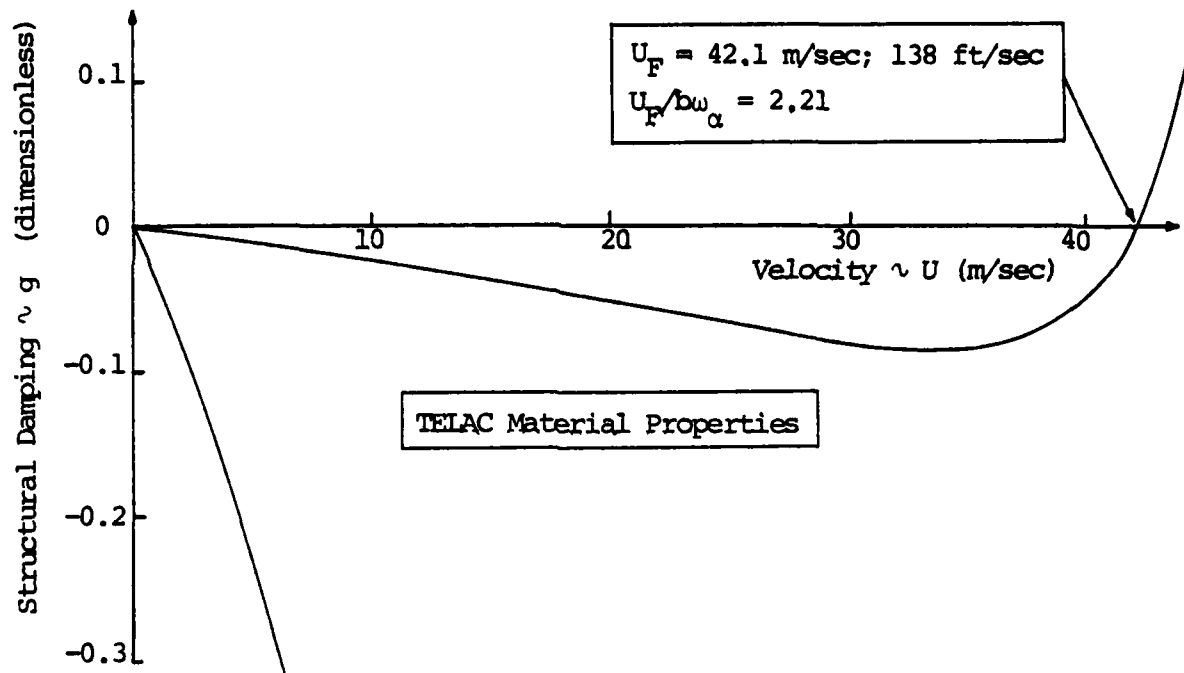 Structural Damping ~ g (dimensionless)
0.1
0
-0.1
-0.2
-0.3
10
20
30
40
Velocity ~ U (m/sec)
U_F = 42.1 m/sec; 138 ft/sec
U_F/bω_α = 2.21
TELAC Material Properties